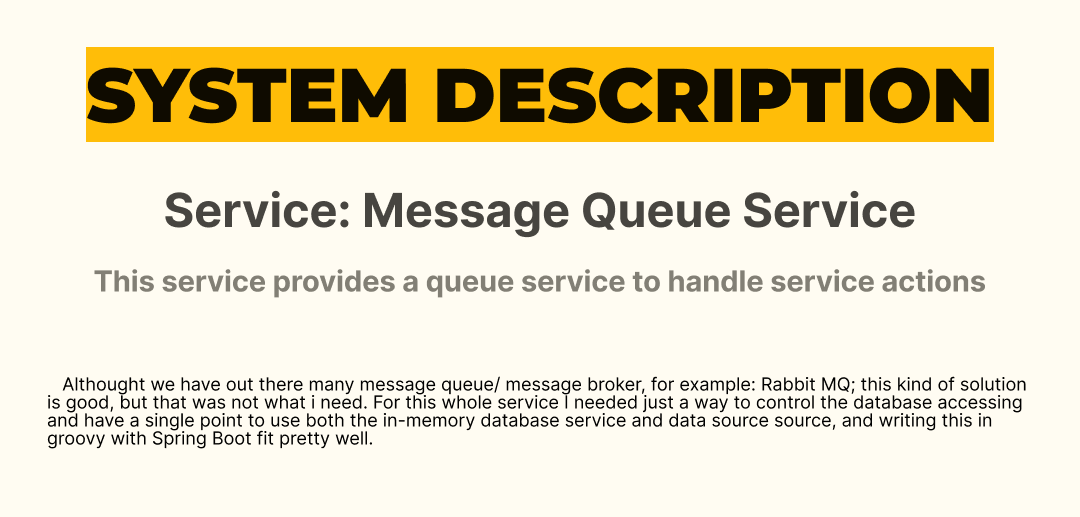 SYSTEM DESCRIPTION
Service: Message Queue Service
This service provides a queue service to handle service actions
Althought we have out there many message queue/ message broker, for example: Rabbit MQ; this kind of solution
is good, but that was not what i need. For this whole service I needed just a way to control the database accessing
and have a single point to use both the in-memory database service and data source source, and writing this in
groovy with Spring Boot fit pretty well.